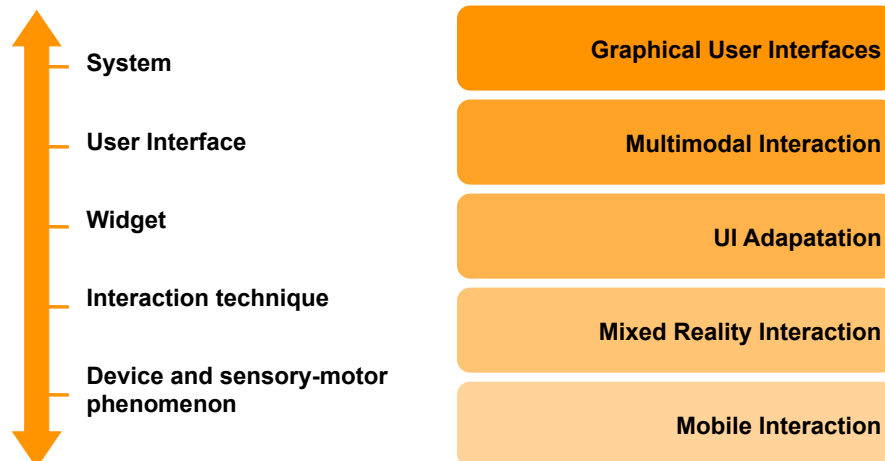 System
User Interface
Widget
Interaction technique
Device and sensory-motor
phenomenon
Graphical User Interfaces
Multimodal Interaction
UI Adapatation
Mixed Reality Interaction
Mobile Interaction